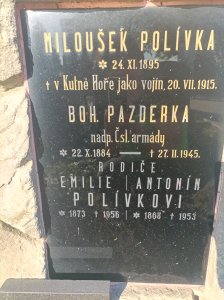 MILOUŠEK POLÍVKA
✲ 24. XI. 1895
† v Kutné Hoře jako vojín, 20. VII. 1915.
BOH. PAZDERKA
nadp. Čsl. armády
✲ 22. X. 1884 — † 27. II. 1945.
RODIČE
EMILIE | ANTONÍN
POLÍVKOVI
✲ 1873 † 1956 | ✲ 1868 † 1953